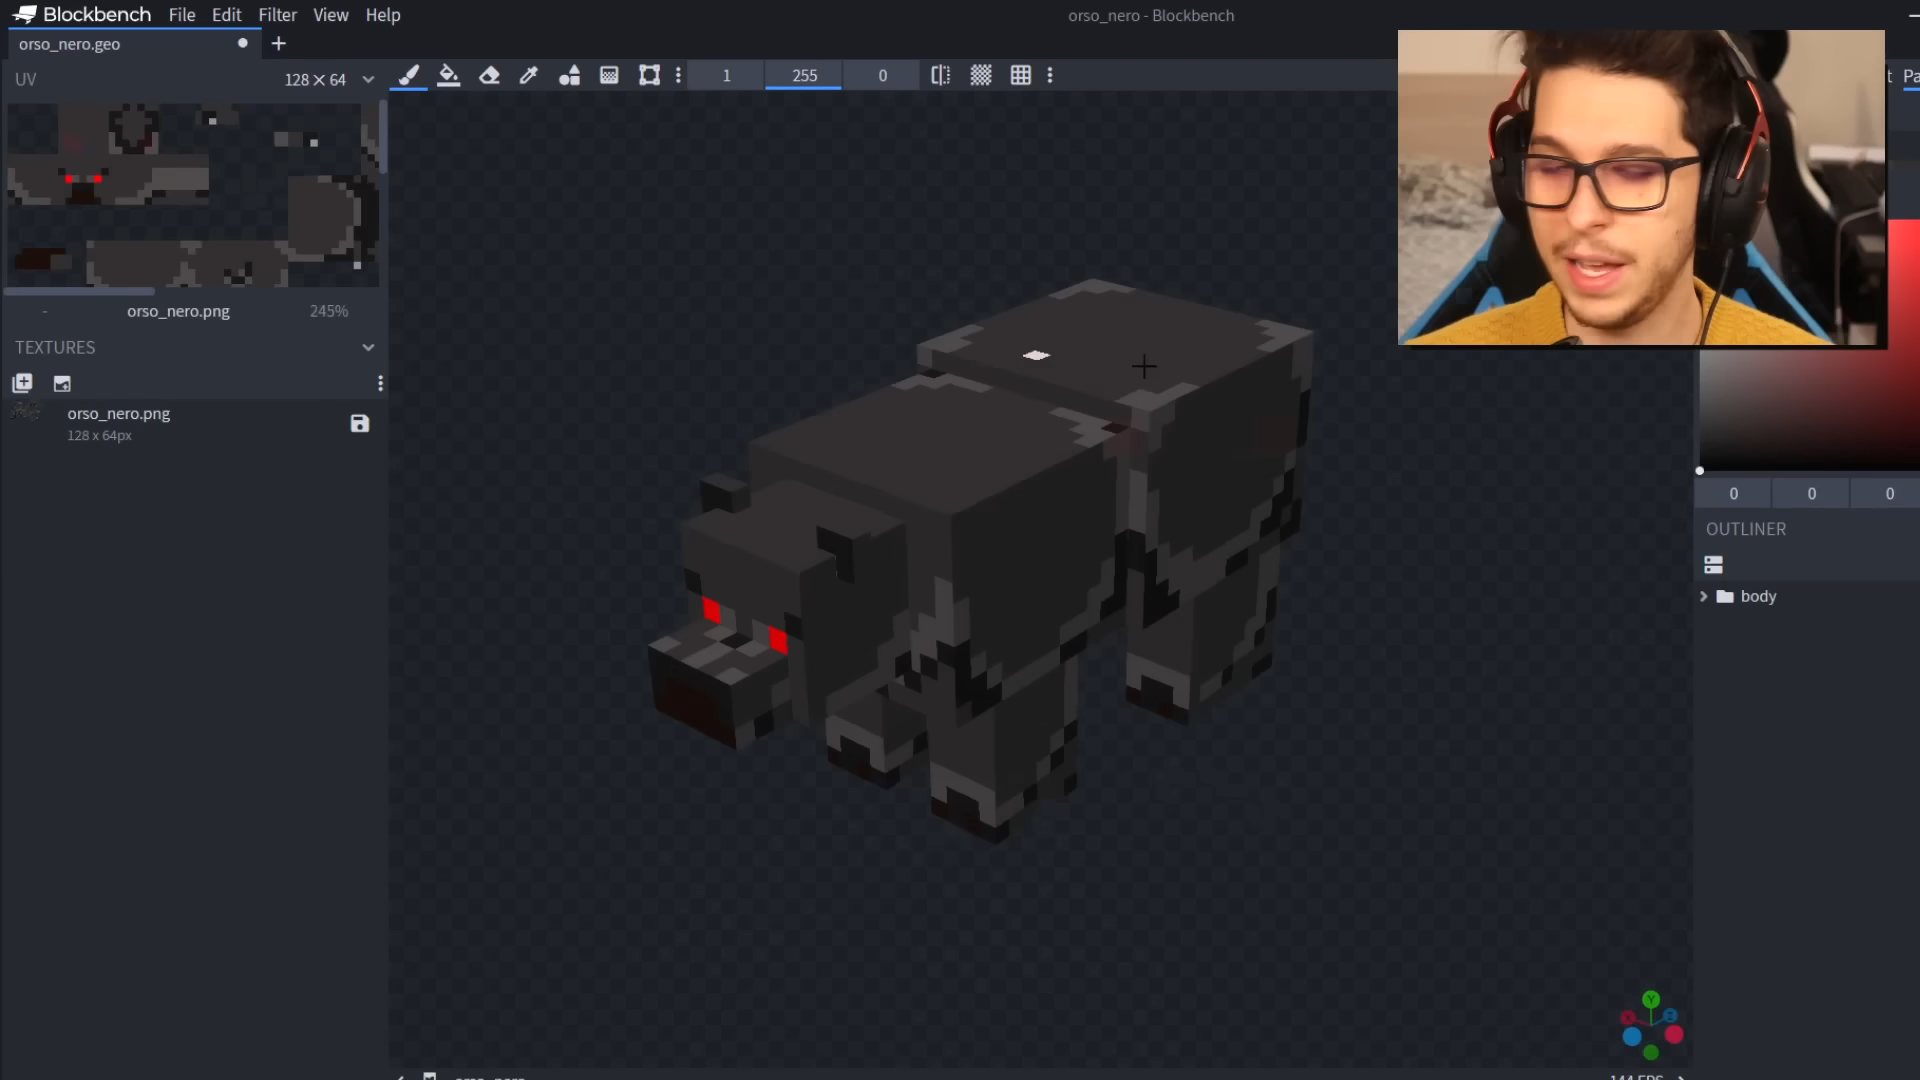 Blockbench File Edit Filter View Help
orso_nero - Blockbench
orso_nero.geo
UV
128 × 64
1
255
0
Pa
-
orso_nero.png
245%
TEXTURES
orso_nero.png
128 x 64px
0
0
0
OUTLINER
body
Y
X
Z